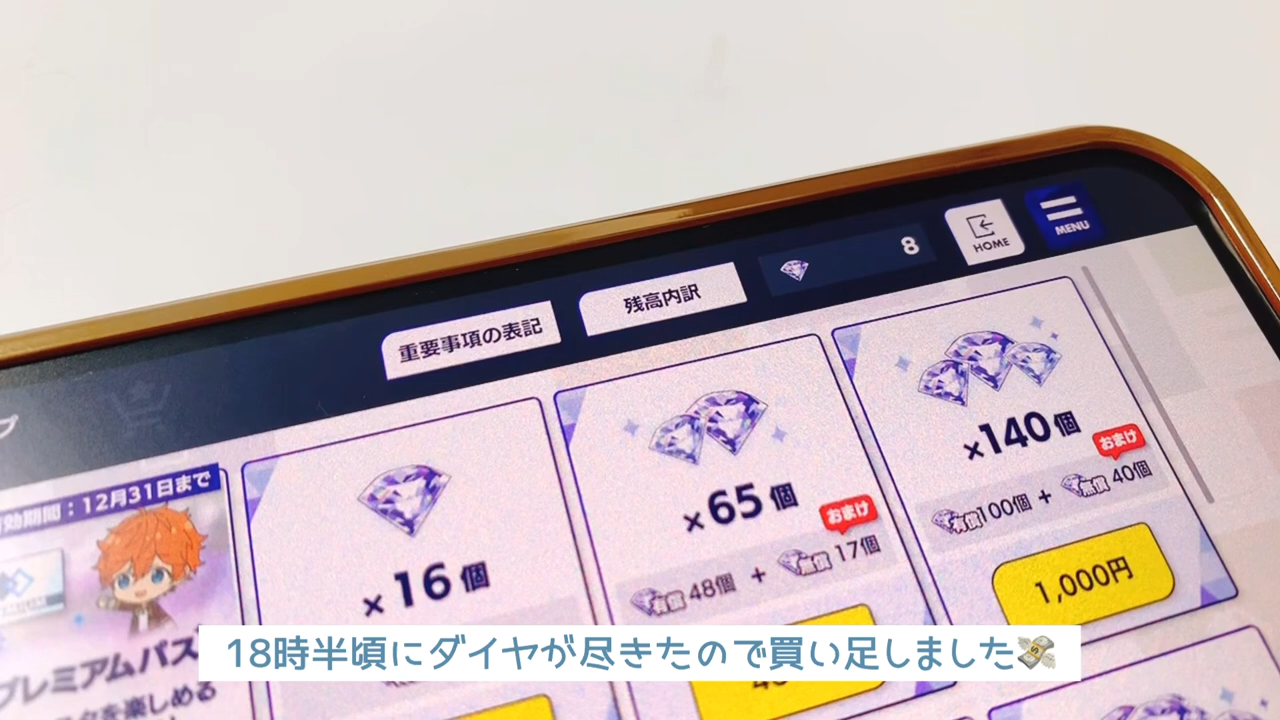 8
HOME
MENU
残高内訳
重要事項の表記
×140個
おまけ
有償100個 + 無償40個
1,000円
×65個
おまけ
有償48個 + 無償17個
×16個
効期間：12月31日まで
プレミアムパス
を楽しめる
18時半頃にダイヤが尽きたので買い足しました💸